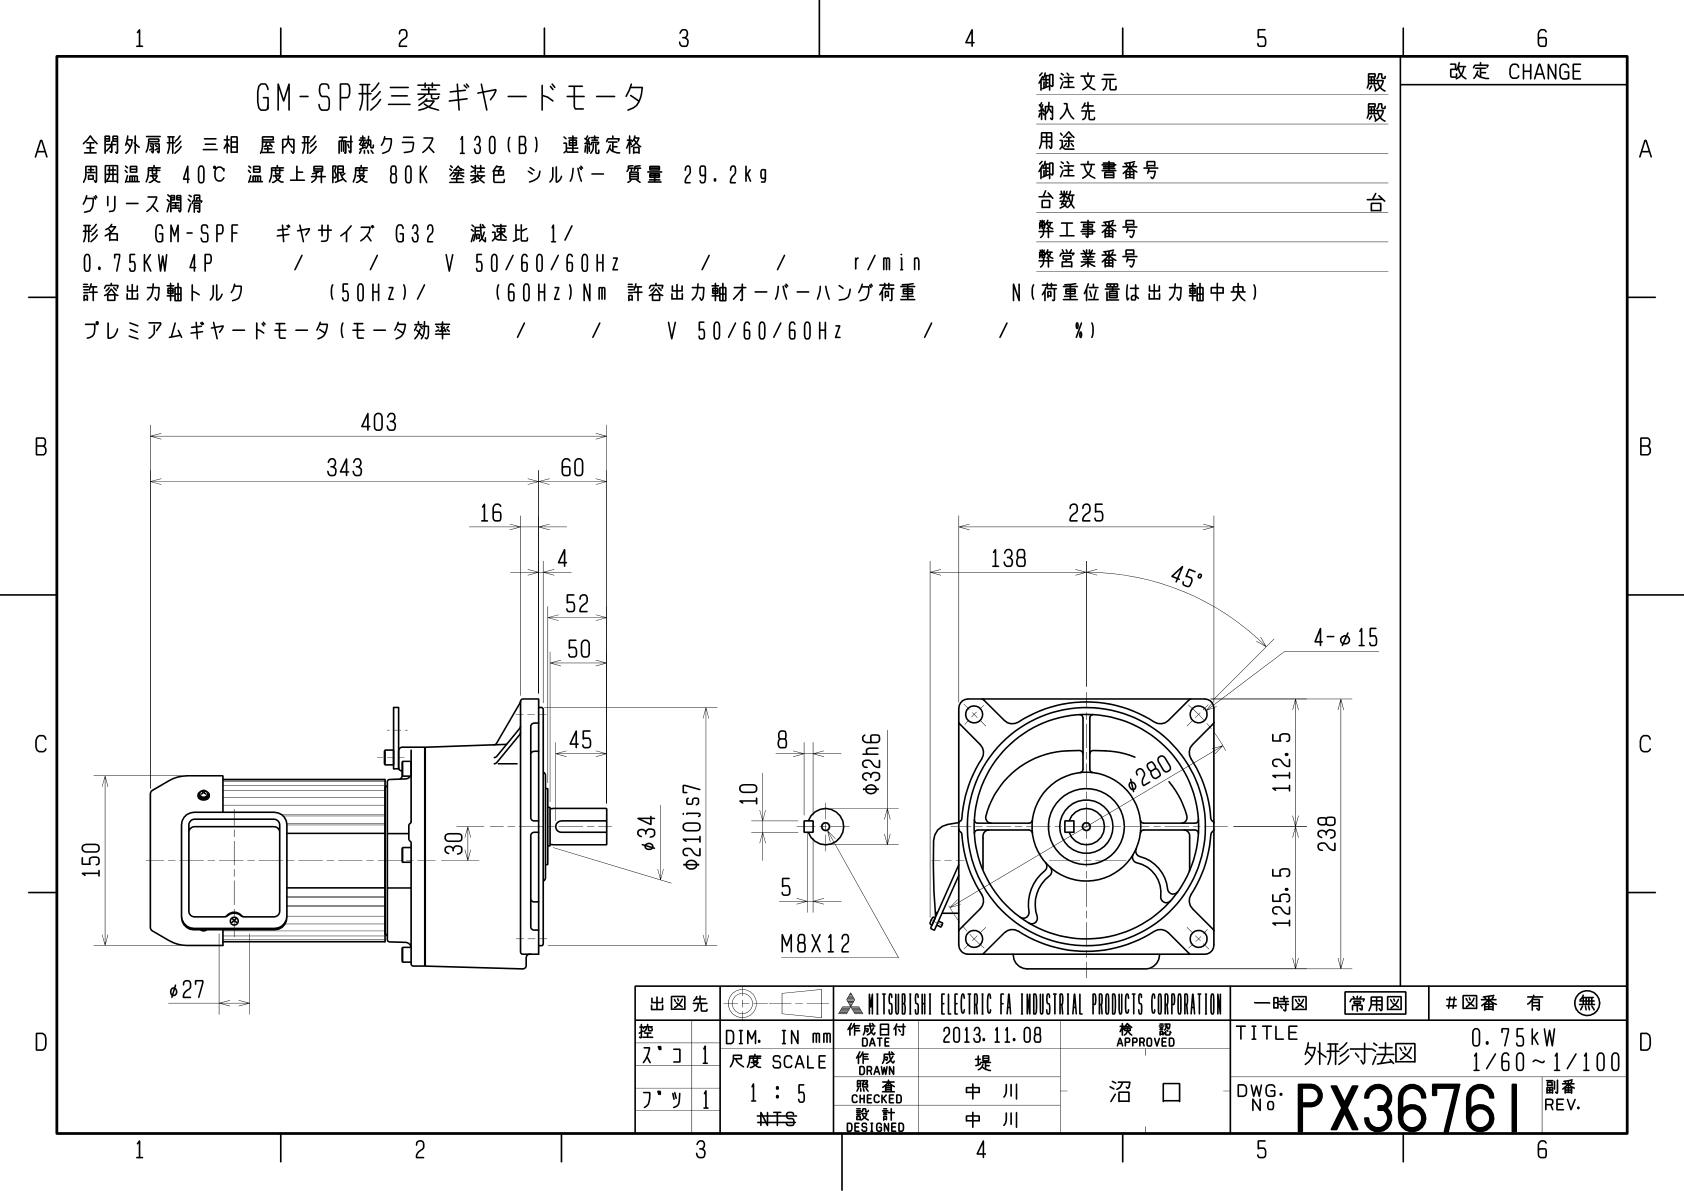 1 2 3 4 5 6
改定 CHANGE
GM-SP形三菱ギヤードモータ
全閉外扇形 三相 屋内形 耐熱クラス 130(B) 連続定格
周囲温度 40℃ 温度上昇限度 80K 塗装色 シルバー 質量 29.2kg
グリース潤滑
形名 GM-SPF ギヤサイズ G32 減速比 1/
0.75KW 4P / / V 50/60/60Hz / / r/min
許容出力軸トルク (50Hz)/ (60Hz)Nm 許容出力軸オーバーハング荷重 N(荷重位置は出力軸中央)
プレミアムギヤードモータ(モータ効率 / / V 50/60/60Hz / / %)
御注文元 殿
納入先 殿
用途
御注文書番号
台数 台
弊工事番号
弊営業番号
A A
B B
C C
D D
403
343 60
16
4
52
50
45
150
30
φ34
φ210js7
φ27
8
10
φ32h6
5
M8X12
225
138
45°
4-φ15
φ280
112.5
238
125.5
出図先
控
ズコ 1
ブツ 1
DIM. IN mm
尺度 SCALE
1 : 5
NTS
MITSUBISHI ELECTRIC FA INDUSTRIAL PRODUCTS CORPORATION
作成日付 DATE 2013.11.08
作成 DRAWN 堤
照査 CHECKED 中川
設計 DESIGNED 中川
検認 APPROVED
沼口
一時図 常用図 #図番 有 無
TITLE
外形寸法図
0.75kW
1/60~1/100
DWG. No PX36761
副番 REV.
1 2 3 4 5 6